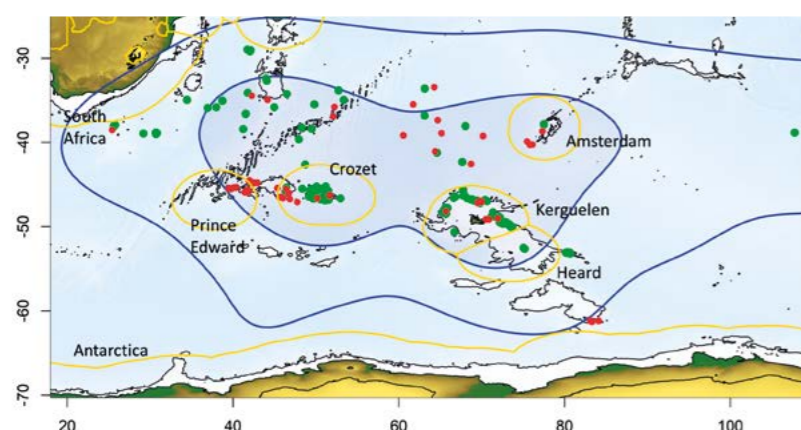 -30
-40
-50
-60
-70
South
Africa
Amsterdam
Crozet
Prince
Edward
Kerguelen
Heard
Antarctica
20
40
60
80
100